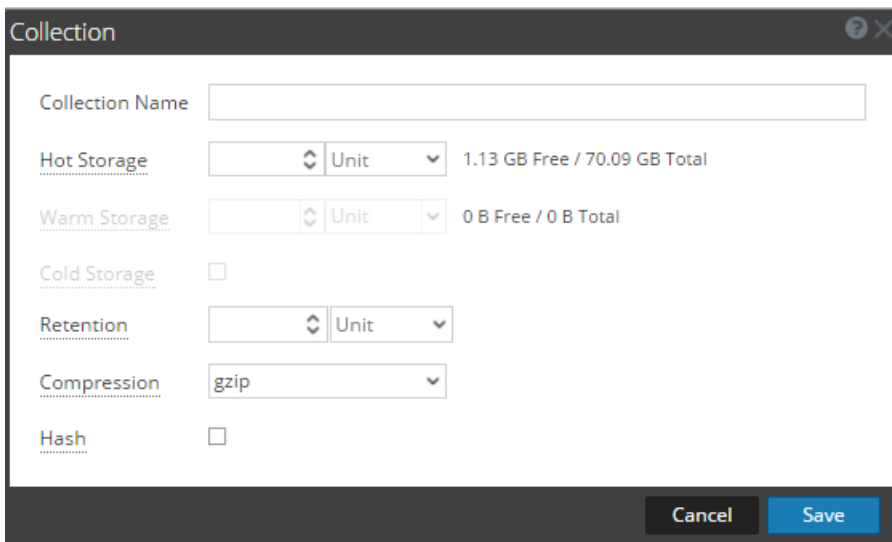 Collection
Collection Name
Hot Storage Unit 1.13 GB Free / 70.09 GB Total
Warm Storage Unit 0 B Free / 0 B Total
Cold Storage
Retention Unit
Compression gzip
Hash
Cancel Save